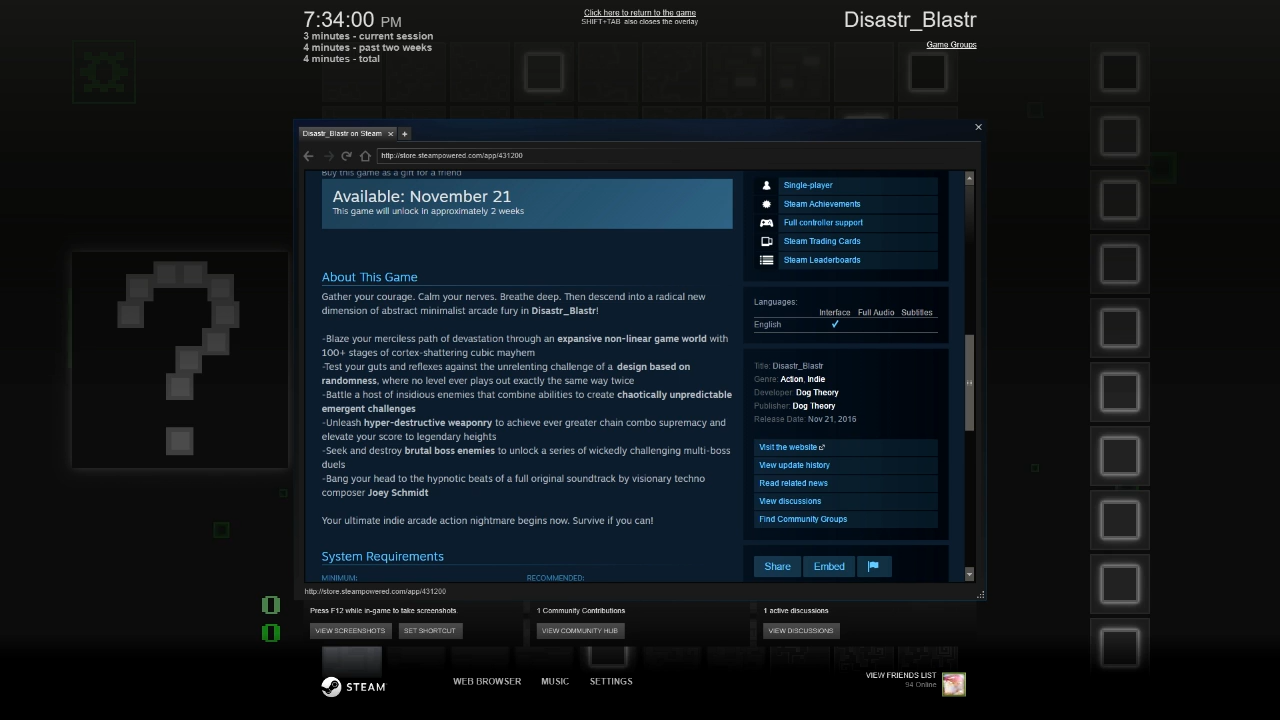 7:34:00 PM
3 minutes - current session
4 minutes - past two weeks
4 minutes - total
Click here to return to the game
SHIFT+TAB also closes the overlay
Disastr_Blastr
Game Groups
Disastr_Blastr on Steam
http://store.steampowered.com/app/431200
Buy this game as a gift for a friend
Available: November 21
This game will unlock in approximately 2 weeks
About This Game
Gather your courage. Calm your nerves. Breathe deep. Then descend into a radical new
dimension of abstract minimalist arcade fury in Disastr_Blastr!
-Blaze your merciless path of devastation through an expansive non-linear game world with
100+ stages of cortex-shattering cubic mayhem
-Test your guts and reflexes against the unrelenting challenge of a design based on
randomness, where no level ever plays out exactly the same way twice
-Battle a host of insidious enemies that combine abilities to create chaotically unpredictable
emergent challenges
-Unleash hyper-destructive weaponry to achieve ever greater chain combo supremacy and
elevate your score to legendary heights
-Seek and destroy brutal boss enemies to unlock a series of wickedly challenging multi-boss
duels
-Bang your head to the hypnotic beats of a full original soundtrack by visionary techno
composer Joey Schmidt
Your ultimate indie arcade action nightmare begins now. Survive if you can!
System Requirements
MINIMUM:
RECOMMENDED:
Single-player
Steam Achievements
Full controller support
Steam Trading Cards
Steam Leaderboards
Languages:
Interface Full Audio Subtitles
English
Title: Disastr_Blastr
Genre: Action, Indie
Developer: Dog Theory
Publisher: Dog Theory
Release Date: Nov 21, 2016
Visit the website
View update history
Read related news
View discussions
Find Community Groups
Share Embed
http://store.steampowered.com/app/431200
Press F12 while in-game to take screenshots.
VIEW SCREENSHOTS SET SHORTCUT
1 Community Contributions
VIEW COMMUNITY HUB
1 active discussions
VIEW DISCUSSIONS
STEAM
WEB BROWSER MUSIC SETTINGS
VIEW FRIENDS LIST
94 Online